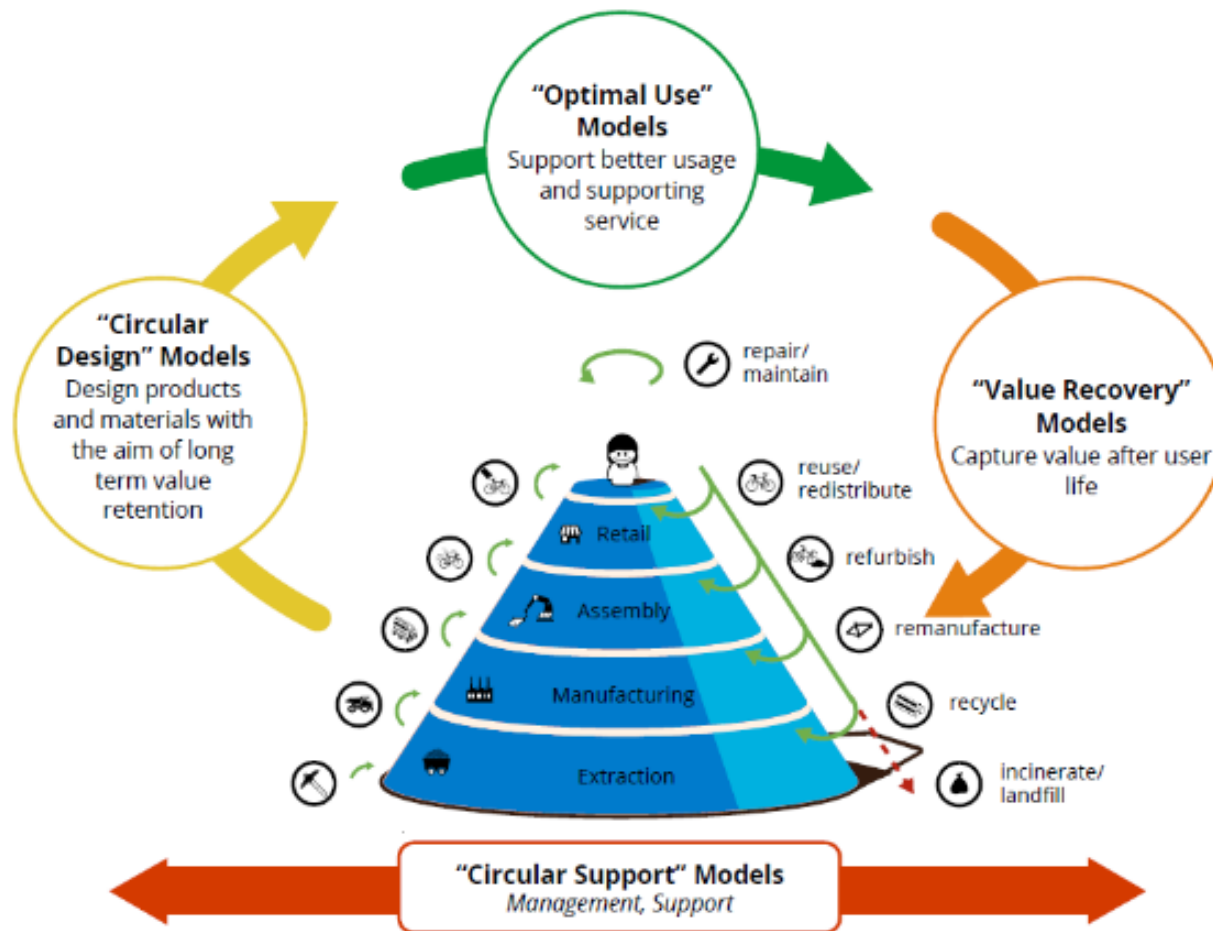 “Optimal Use”
Models
Support better usage
and supporting
service
“Circular
Design” Models
Design products
and materials with
the aim of long
term value
retention
“Value Recovery”
Models
Capture value after user
life
repair/
maintain
reuse/
redistribute
refurbish
remanufacture
recycle
incinerate/
landfill
Retail
Assembly
Manufacturing
Extraction
“Circular Support” Models
Management, Support